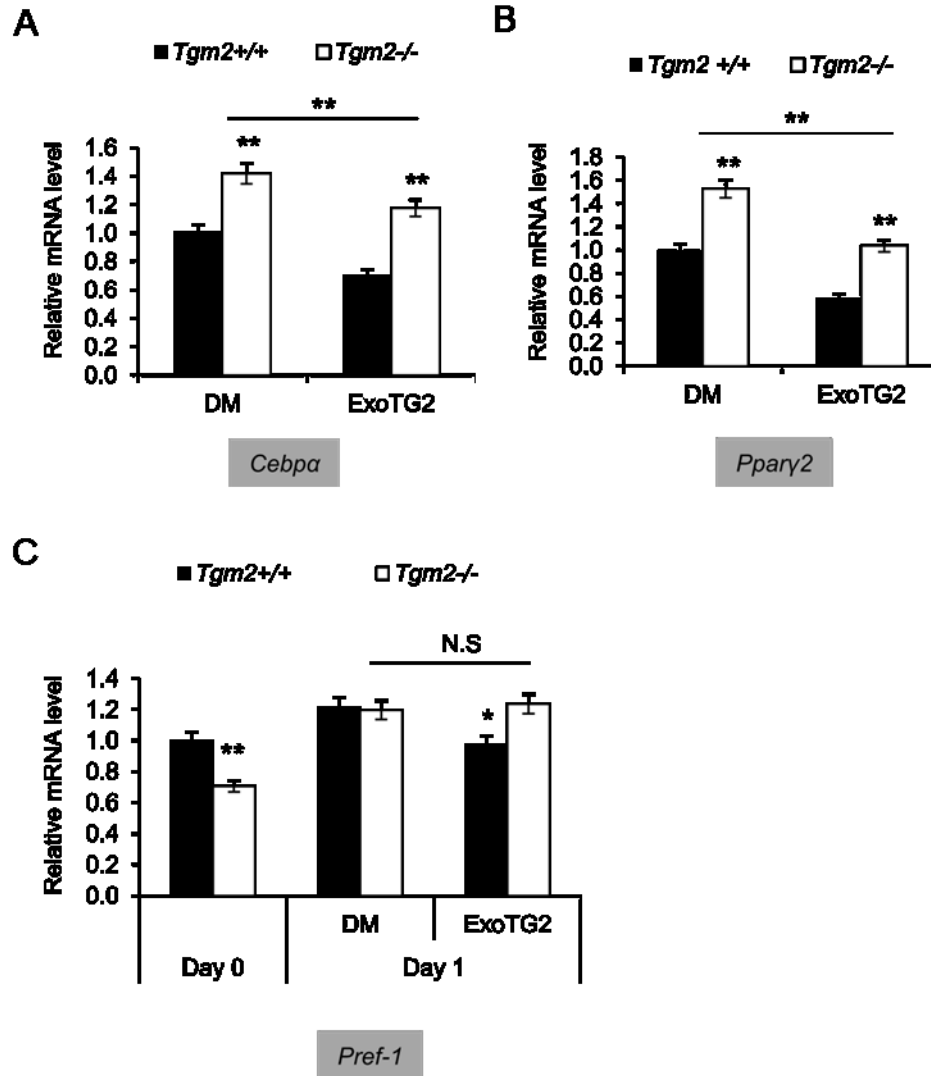 A
Tgm2+/+ Tgm2-/-
**
** **
Relative mRNA level
1.6
1.4
1.2
1.0
0.8
0.6
0.4
0.2
0.0
DM ExoTG2
Cebpα
B
Tgm2 +/+ Tgm2-/-
**
** **
Relative mRNA level
1.8
1.6
1.4
1.2
1.0
0.8
0.6
0.4
0.2
0.0
DM ExoTG2
Pparγ2
C
Tgm2+/+ Tgm2-/-
N.S
** *
Relative mRNA level
1.4
1.2
1.0
0.8
0.6
0.4
0.2
0.0
DM ExoTG2
Day 0 Day 1
Pref-1